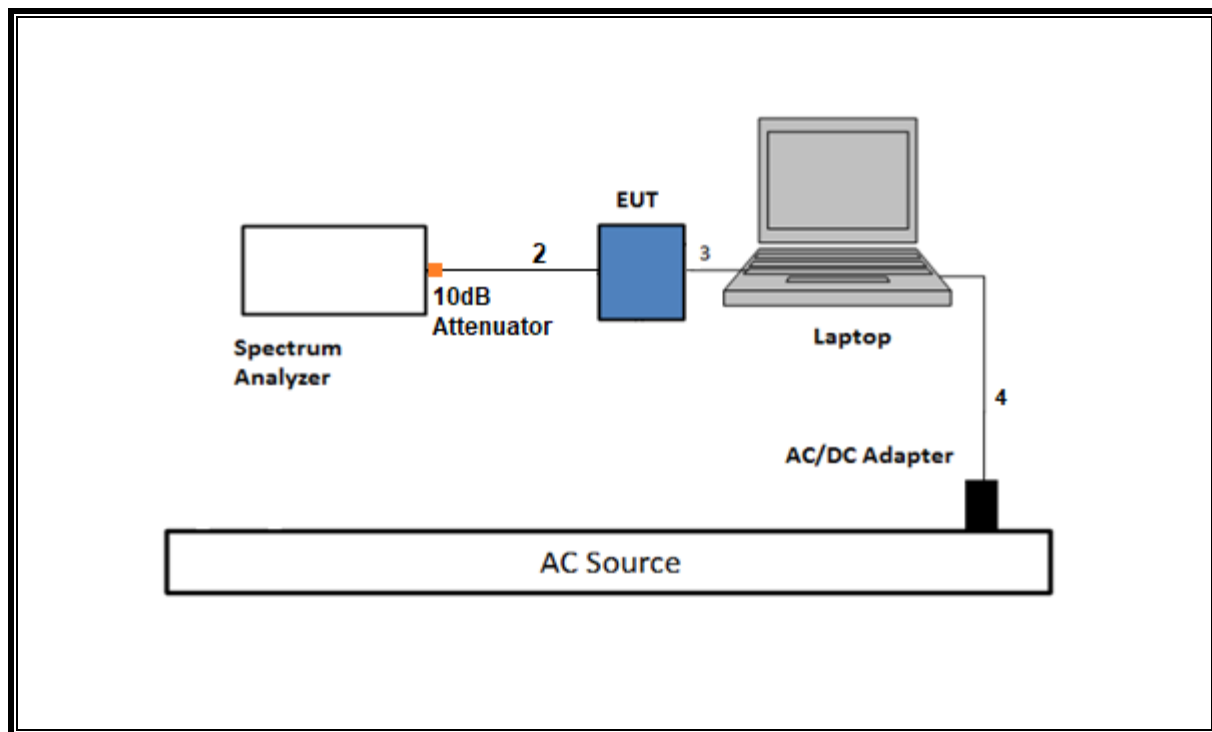 EUT
2
3
10dB
Attenuator
Spectrum
Analyzer
Laptop
4
AC/DC Adapter
AC Source